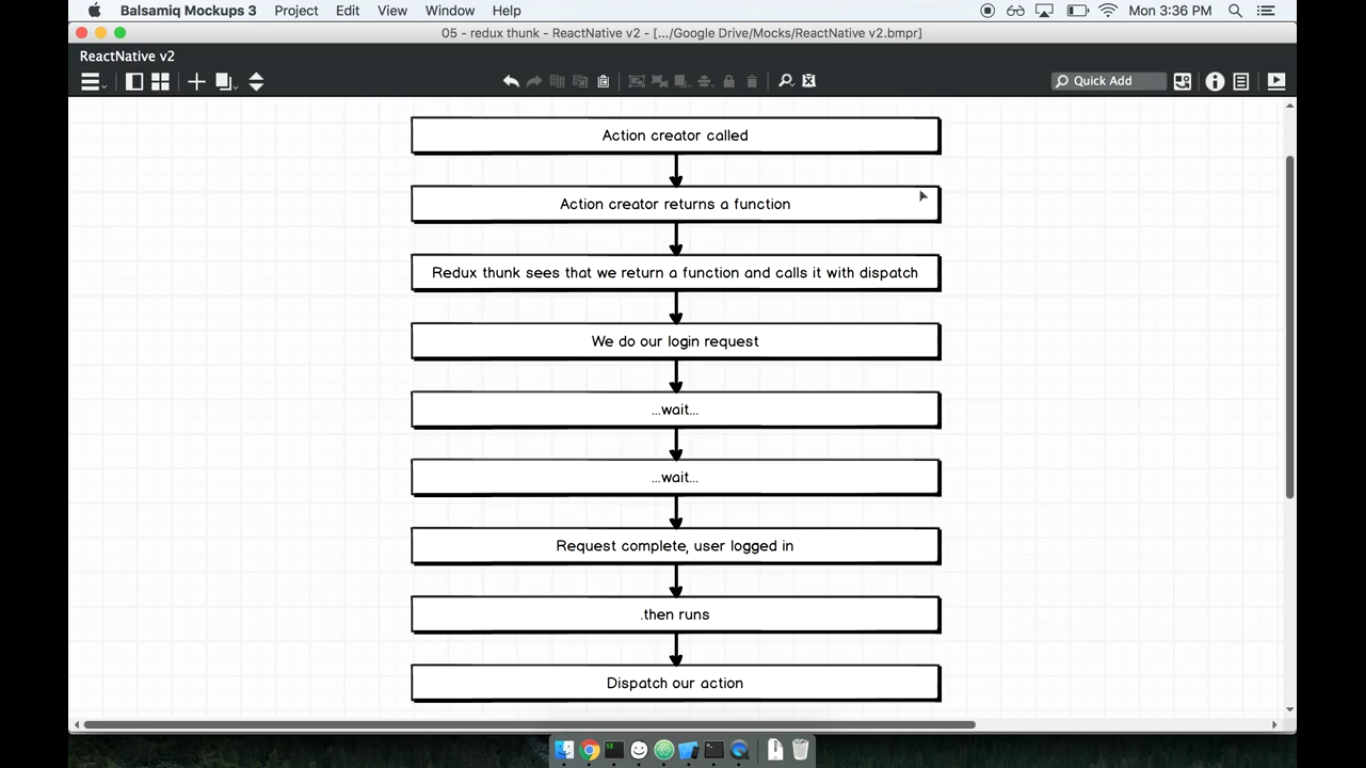 Balsamiq Mockups 3 Project Edit View Window Help Mon 3:36 PM
05 - redux thunk - ReactNative v2 - [.../Google Drive/Mocks/ReactNative v2.bmpr]
ReactNative v2
Quick Add
Action creator called
Action creator returns a function
Redux thunk sees that we return a function and calls it with dispatch
We do our login request
...wait...
...wait...
Request complete, user logged in
.then runs
Dispatch our action